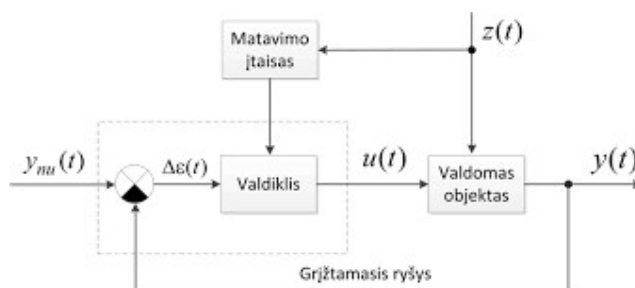 Matavimo
įtaisas
z(t)
y_nu(t)
Δε(t)
Valdiklis
u(t)
Valdomas
objektas
y(t)
Grįžtamasis ryšys